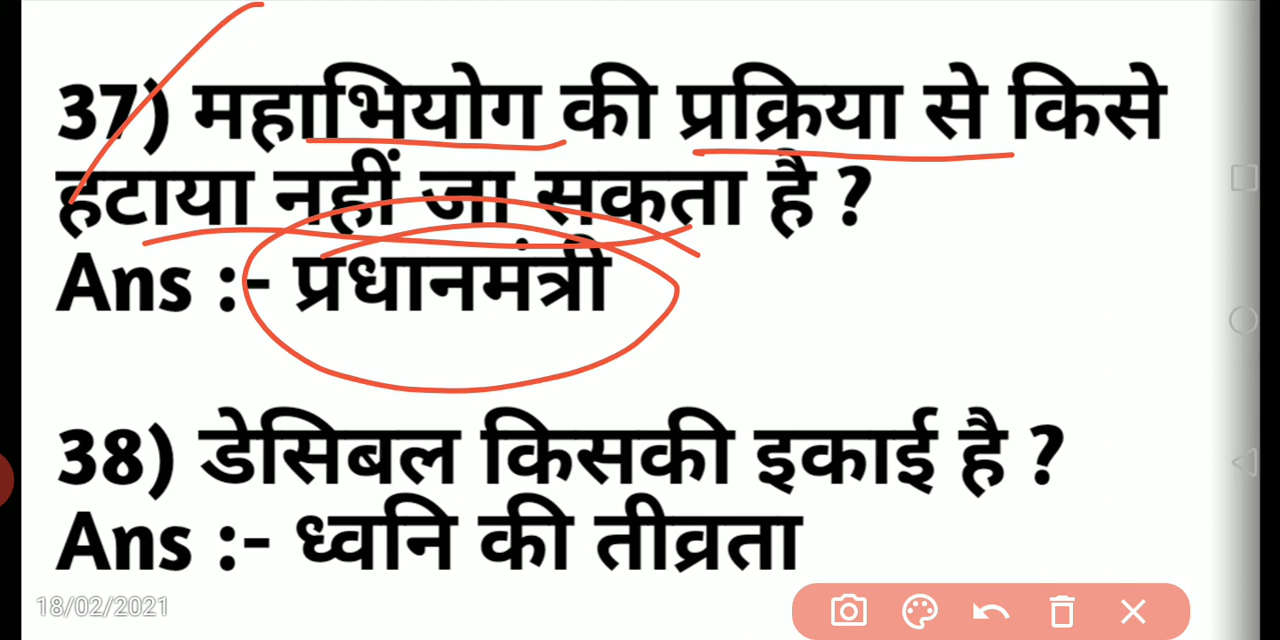 37) महाभियोग की प्रक्रिया से किसे
हटाया नहीं जा सकता है ?
Ans :- प्रधानमंत्री
38) डेसिबल किसकी इकाई है ?
Ans :- ध्वनि की तीव्रता
18/02/2021